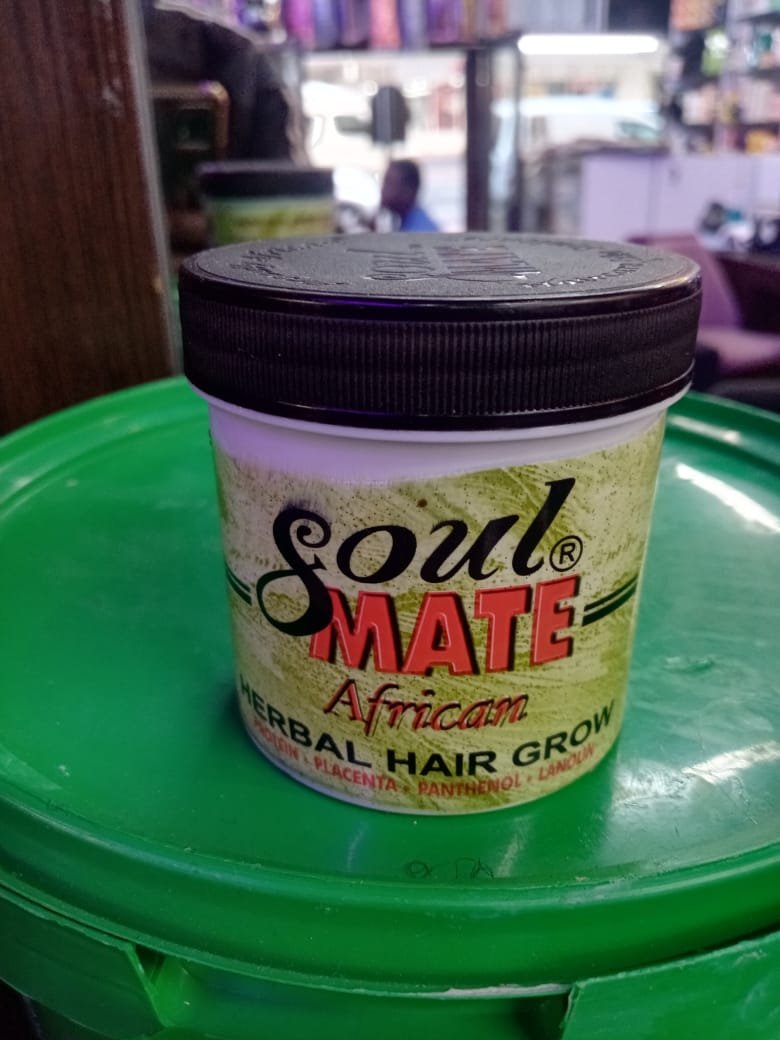 Soul®
MATE
African
HERBAL HAIR GROW
PROTEIN • PLACENTA • PANTHENOL • LANOLIN